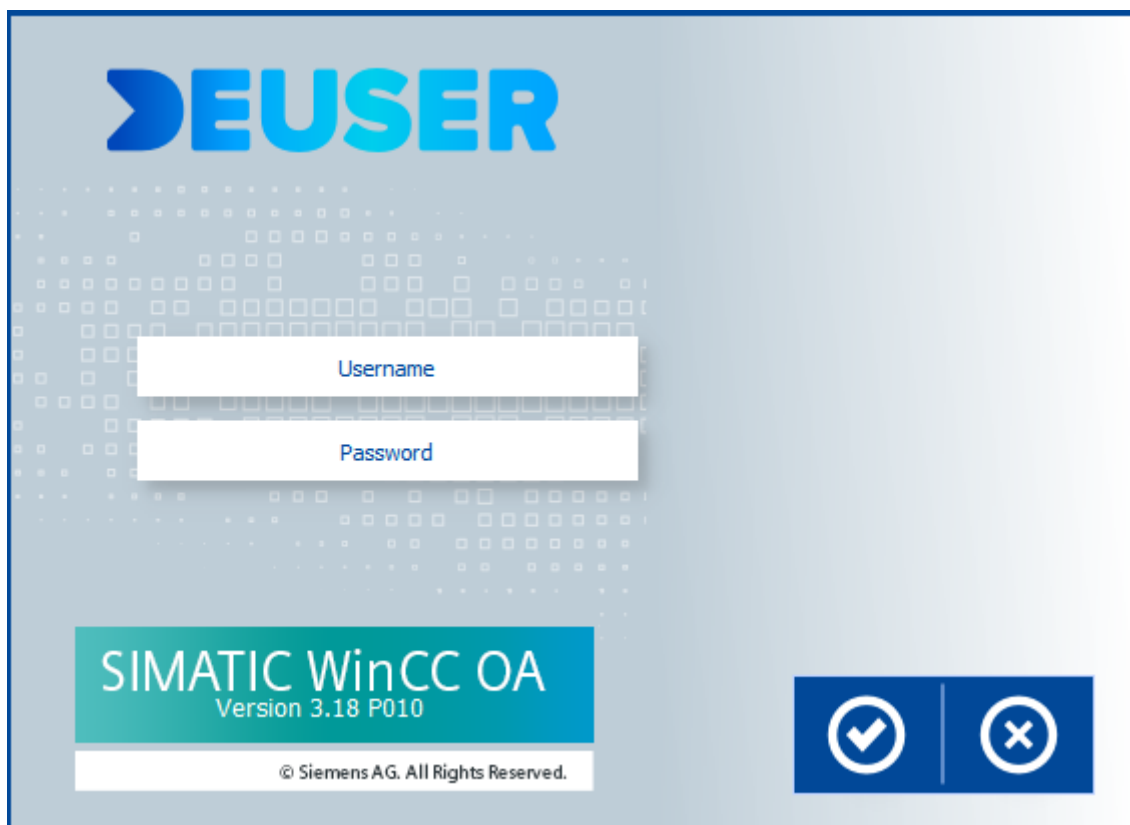 DEUSER
Username
Password
SIMATIC WinCC OA
Version 3.18 P010
© Siemens AG. All Rights Reserved.